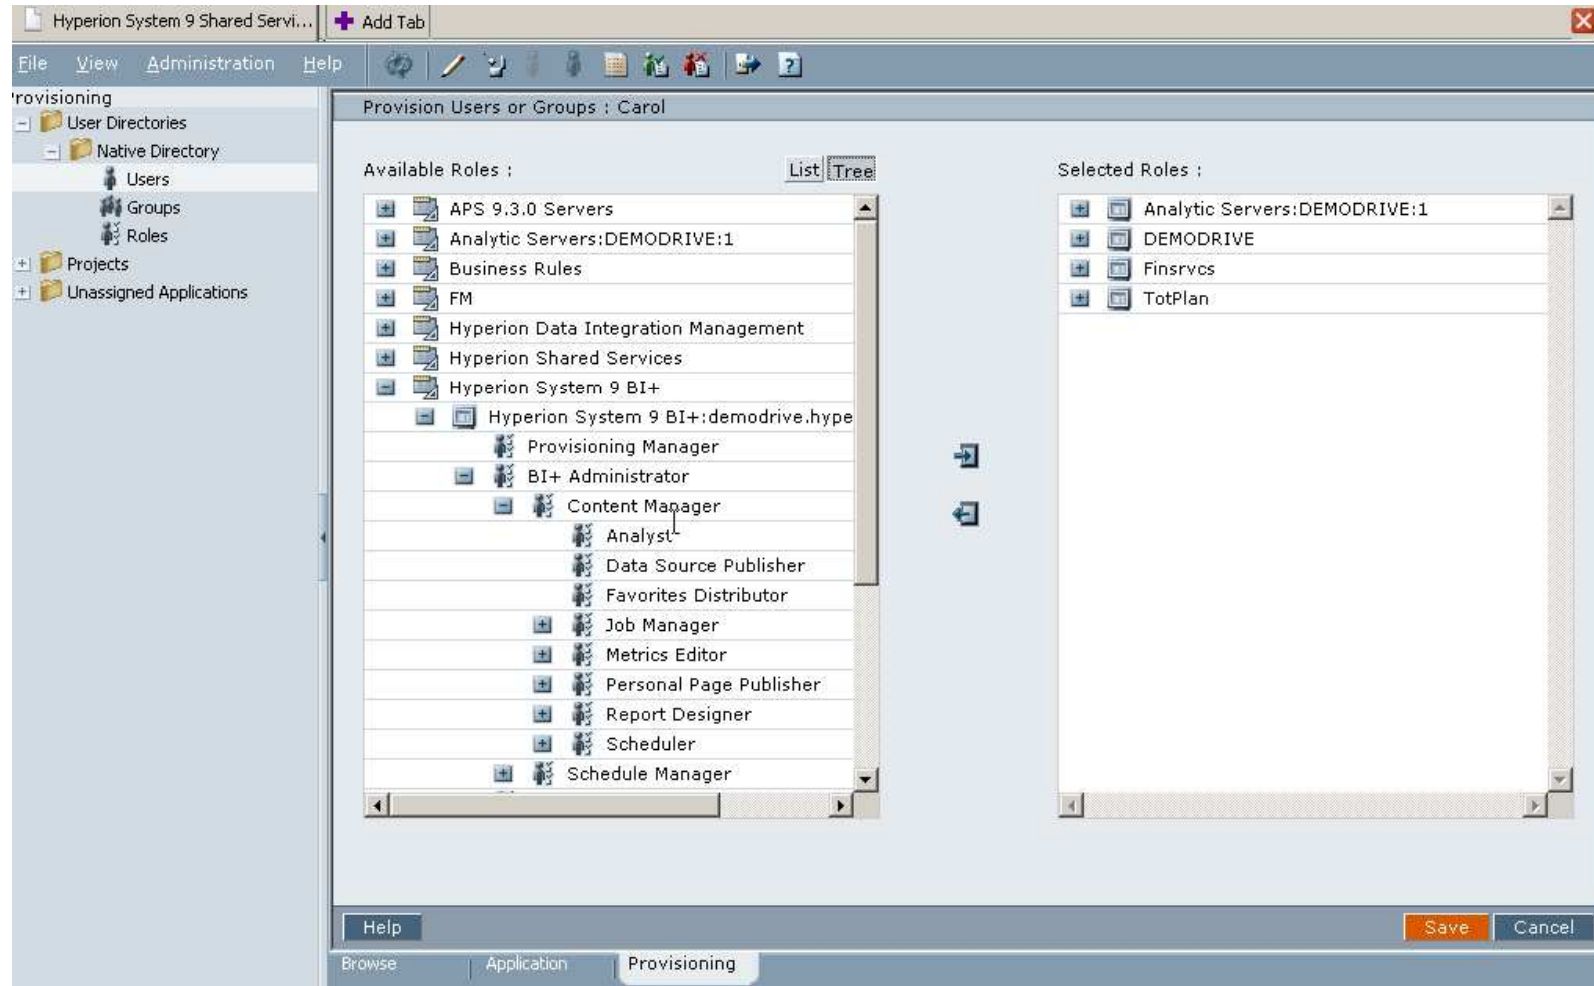 Hyperion System 9 Shared Servi... Add Tab
File View Administration Help
rovisioning
User Directories
Native Directory
Users
Groups
Roles
Projects
Unassigned Applications
Provision Users or Groups : Carol
Available Roles : List Tree
APS 9.3.0 Servers
Analytic Servers:DEMODRIVE:1
Business Rules
FM
Hyperion Data Integration Management
Hyperion Shared Services
Hyperion System 9 BI+
Hyperion System 9 BI+:demodrive.hype
Provisioning Manager
BI+ Administrator
Content Manager
Analyst
Data Source Publisher
Favorites Distributor
Job Manager
Metrics Editor
Personal Page Publisher
Report Designer
Scheduler
Schedule Manager
Selected Roles :
Analytic Servers:DEMODRIVE:1
DEMODRIVE
Finsrvcs
TotPlan
Help Save Cancel
Browse Application Provisioning